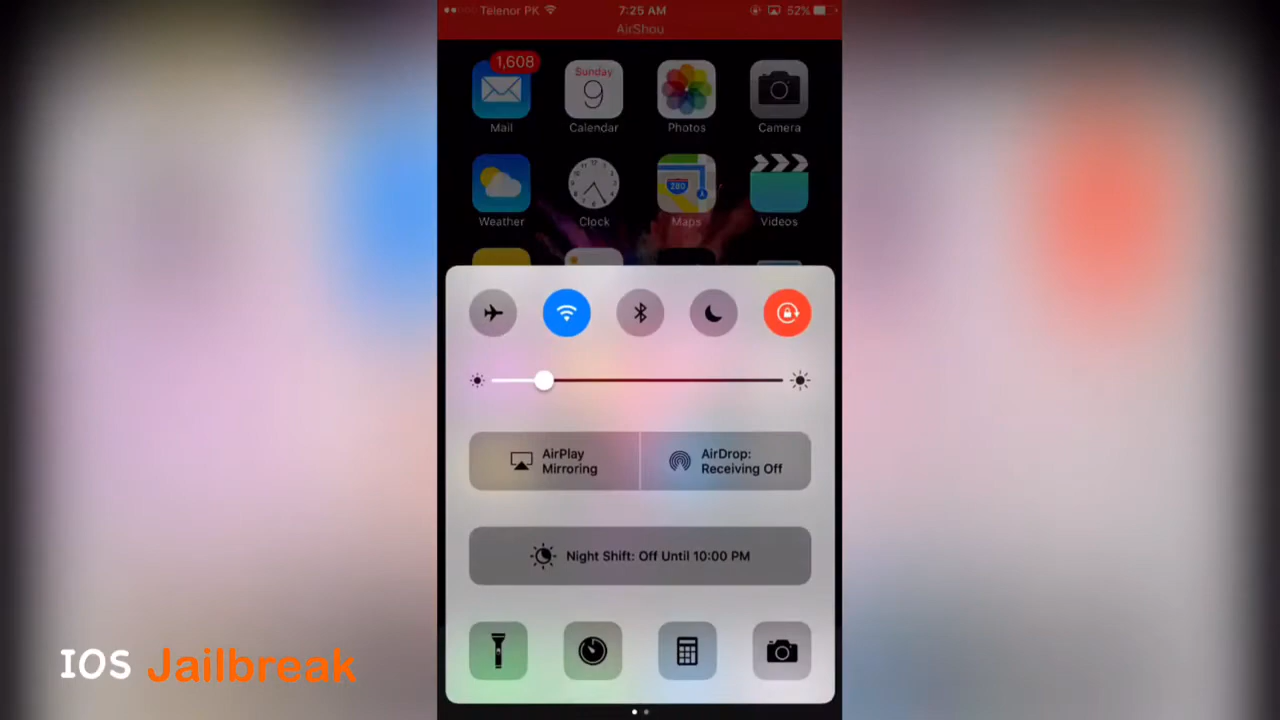 Telenor PK 7:25 AM 52%
AirShou
1,608
Sunday
9
Mail Calendar Photos Camera
12
280
Weather Clock Maps Videos
AirPlay
Mirroring
AirDrop:
Receiving Off
Night Shift: Off Until 10:00 PM
IOS Jailbreak